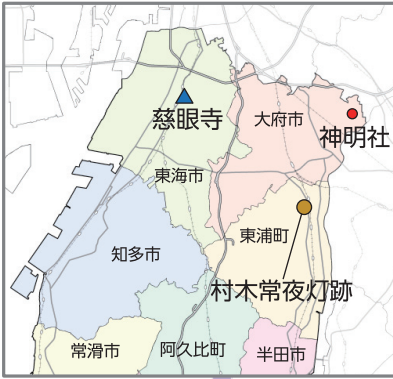 慈眼寺
大府市
神明社
東海市
東浦町
知多市
村木常夜灯跡
常滑市
阿久比町
半田市